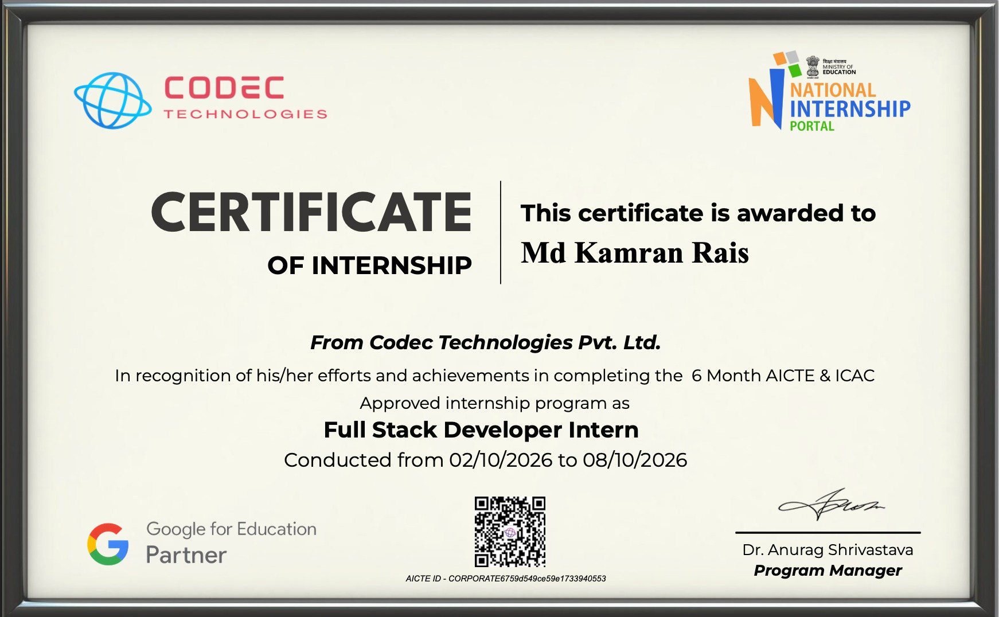 CODEC
TECHNOLOGIES
शिक्षा मंत्रालय
MINISTRY OF
EDUCATION
NATIONAL
INTERNSHIP
PORTAL
CERTIFICATE
OF INTERNSHIP
This certificate is awarded to
Md Kamran Rais
From Codec Technologies Pvt. Ltd.
In recognition of his/her efforts and achievements in completing the 6 Month AICTE & ICAC
Approved internship program as
Full Stack Developer Intern
Conducted from 02/10/2026 to 08/10/2026
Google for Education
Partner
AICTE ID - CORPORATE6759d549ce59e1733940553
Dr. Anurag Shrivastava
Program Manager